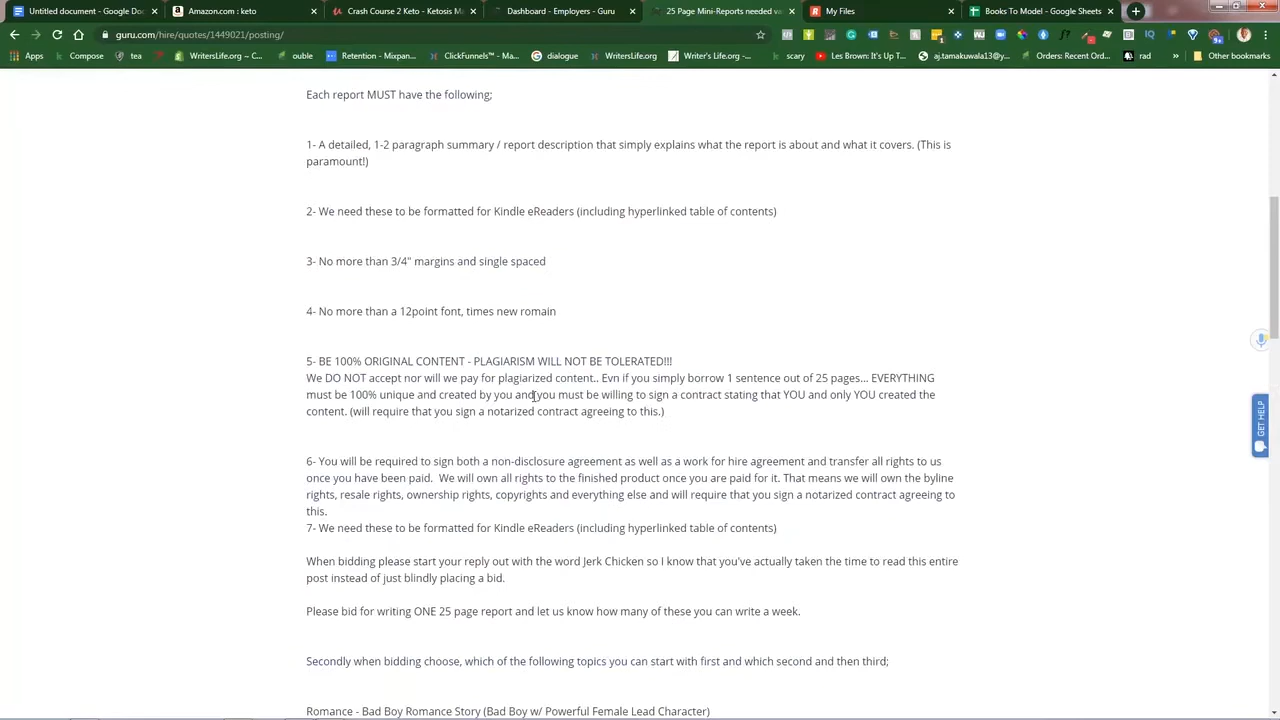 Untitled document - Google Doc
Amazon.com : keto
Crash Course 2 Keto - Ketosis M
Dashboard - Employers - Guru
25 Page Mini-Reports needed w
My Files
Books To Model - Google Sheets
guru.com/hire/quotes/1449021/posting/
Apps
Compose
tea
WritersLife.org ~ C...
ouble
Retention - Mixpan...
ClickFunnels™ - Ma...
dialogue
WritersLife.org
Writer's Life.org -...
scary
Les Brown: It's Up T...
aj.tamakuwala13@y...
Orders: Recent Ord...
rad
Other bookmarks
Each report MUST have the following;
1- A detailed, 1-2 paragraph summary / report description that simply explains what the report is about and what it covers. (This is
paramount!)
2- We need these to be formatted for Kindle eReaders (including hyperlinked table of contents)
3- No more than 3/4" margins and single spaced
4- No more than a 12point font, times new romain
5- BE 100% ORIGINAL CONTENT - PLAGIARISM WILL NOT BE TOLERATED!!!
We DO NOT accept nor will we pay for plagiarized content.. Evn if you simply borrow 1 sentence out of 25 pages... EVERYTHING
must be 100% unique and created by you and you must be willing to sign a contract stating that YOU and only YOU created the
content. (will require that you sign a notarized contract agreeing to this.)
6- You will be required to sign both a non-disclosure agreement as well as a work for hire agreement and transfer all rights to us
once you have been paid. We will own all rights to the finished product once you are paid for it. That means we will own the byline
rights, resale rights, ownership rights, copyrights and everything else and will require that you sign a notarized contract agreeing to
this.
7- We need these to be formatted for Kindle eReaders (including hyperlinked table of contents)
When bidding please start your reply out with the word Jerk Chicken so I know that you've actually taken the time to read this entire
post instead of just blindly placing a bid.
Please bid for writing ONE 25 page report and let us know how many of these you can write a week.
Secondly when bidding choose, which of the following topics you can start with first and which second and then third;
Romance - Bad Boy Romance Story (Bad Boy w/ Powerful Female Lead Character)
GET HELP